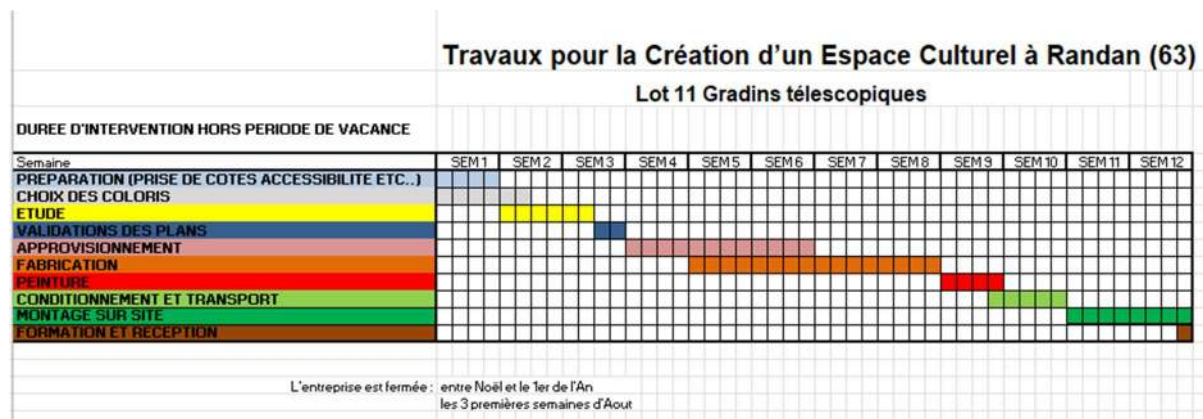 Travaux pour la Création d'un Espace Culturel à Randan (63)
Lot 11 Gradins télescopiques
DUREE D'INTERVENTION HORS PERIODE DE VACANCE
Semaine SEM 1 SEM 2 SEM 3 SEM 4 SEM 5 SEM 6 SEM 7 SEM 8 SEM 9 SEM 10 SEM 11 SEM 12
PREPARATION (PRISE DE COTES ACCESSIBILITE ETC..)
CHOIX DES COLORIS
ETUDE
VALIDATIONS DES PLANS
APPROVISIONNEMENT
FABRICATION
PEINTURE
CONDITIONNEMENT ET TRANSPORT
MONTAGE SUR SITE
FORMATION ET RECEPTION
L'entreprise est fermée : entre Noël et le 1er de l'An
les 3 premières semaines d'Aout